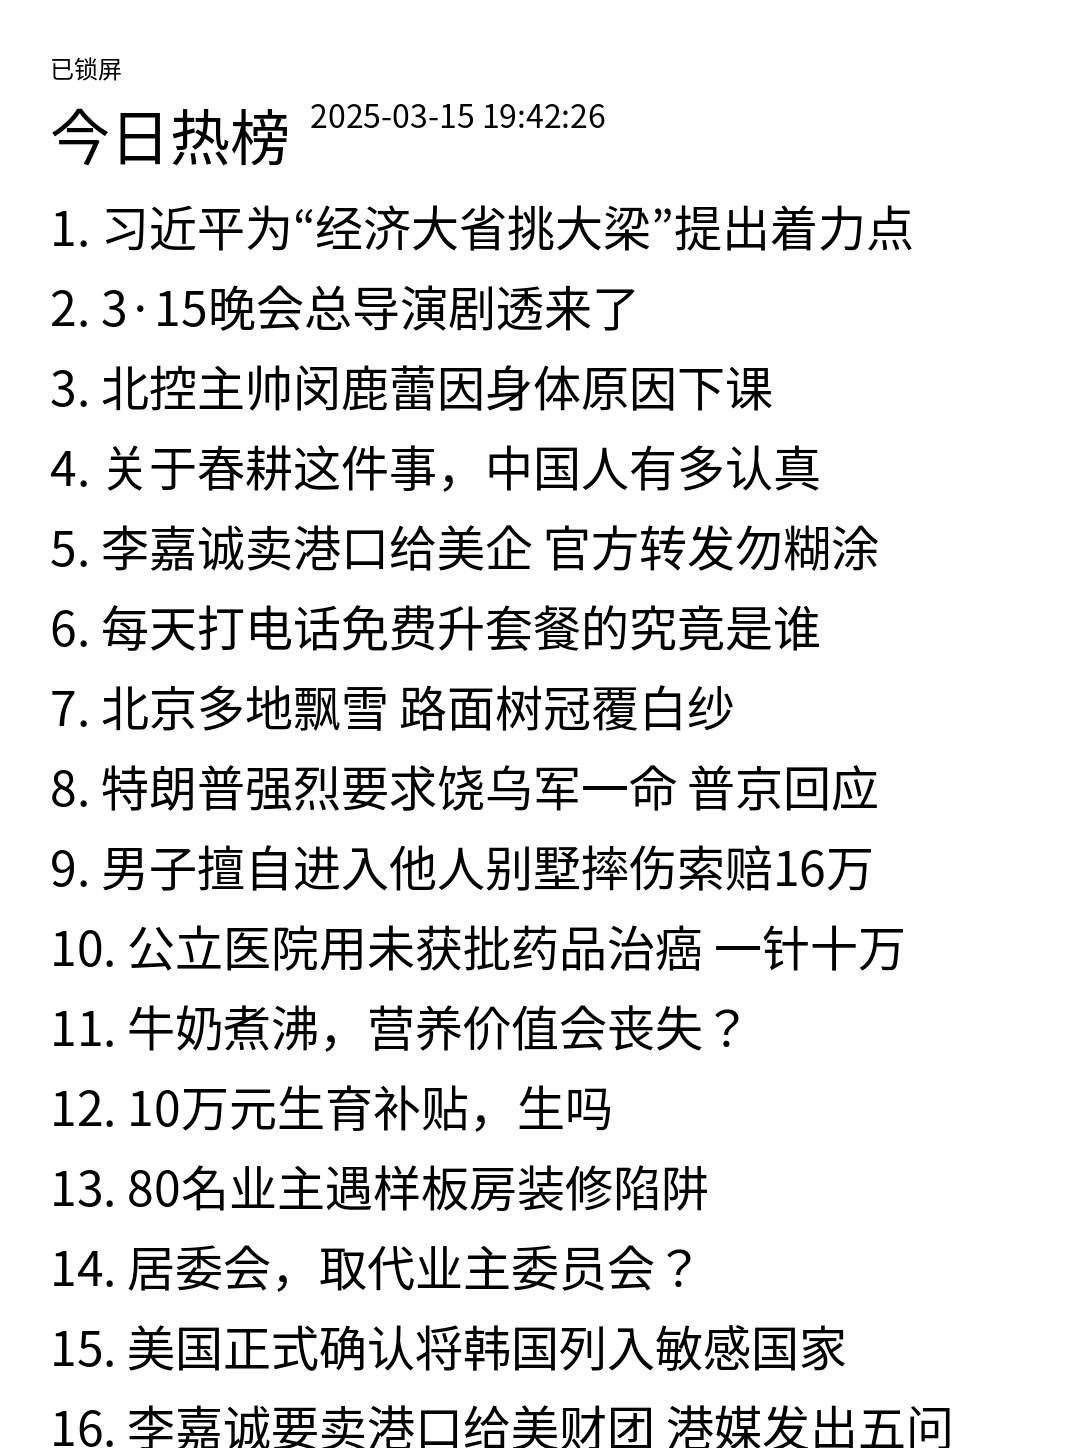 已锁屏
今日热榜 2025-03-15 19:42:26
1. 习近平为“经济大省挑大梁”提出着力点
2. 3·15晚会总导演剧透来了
3. 北控主帅闵鹿蕾因身体原因下课
4. 关于春耕这件事，中国人有多认真
5. 李嘉诚卖港口给美企 官方转发勿糊涂
6. 每天打电话免费升套餐的究竟是谁
7. 北京多地飘雪 路面树冠覆白纱
8. 特朗普强烈要求饶乌军一命 普京回应
9. 男子擅自进入他人别墅摔伤索赔16万
10. 公立医院用未获批药品治癌 一针十万
11. 牛奶煮沸，营养价值会丧失？
12. 10万元生育补贴，生吗
13. 80名业主遇样板房装修陷阱
14. 居委会，取代业主委员会？
15. 美国正式确认将韩国列入敏感国家
16. 李嘉诚要卖港口给美财团 港媒发出五问